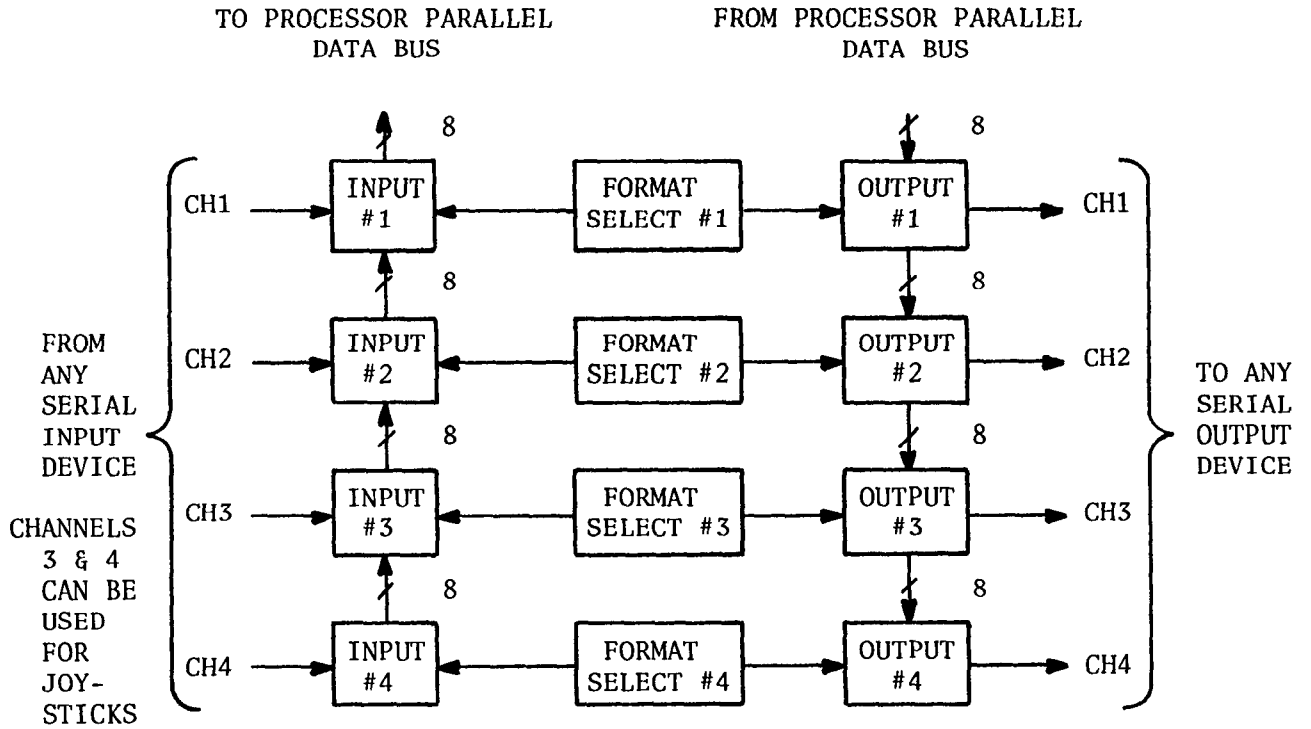 TO PROCESSOR PARALLEL
DATA BUS
FROM PROCESSOR PARALLEL
DATA BUS
8
8
CH1
INPUT
#1
FORMAT
SELECT #1
OUTPUT
#1
CH1
8
8
FROM
ANY
SERIAL
INPUT
DEVICE
CH2
INPUT
#2
FORMAT
SELECT #2
OUTPUT
#2
CH2
TO ANY
SERIAL
OUTPUT
DEVICE
8
8
CH3
INPUT
#3
FORMAT
SELECT #3
OUTPUT
#3
CH3
CHANNELS
3 & 4
CAN BE
USED
FOR
JOY-
STICKS
8
8
CH4
INPUT
#4
FORMAT
SELECT #4
OUTPUT
#4
CH4